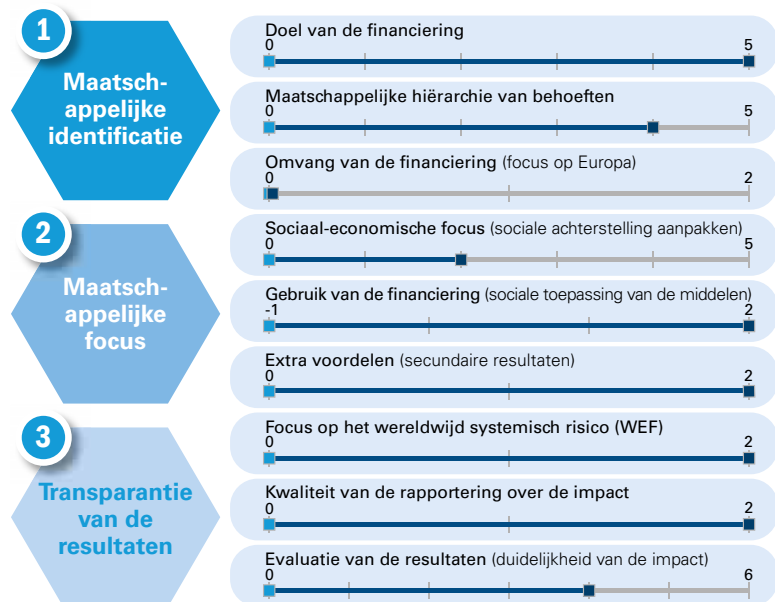 1
Maatsch-
appelijke
identificatie
Doel van de financiering
0 5
Maatschappelijke hiërarchie van behoeften
0 5
Omvang van de financiering (focus op Europa)
0 2
2
Maatsch-
appelijke
focus
Sociaal-economische focus (sociale achterstelling aanpakken)
0 5
Gebruik van de financiering (sociale toepassing van de middelen)
-1 2
Extra voordelen (secundaire resultaten)
0 2
3
Transparantie
van de
resultaten
Focus op het wereldwijd systemisch risico (WEF)
0 2
Kwaliteit van de rapportering over de impact
0 2
Evaluatie van de resultaten (duidelijkheid van de impact)
0 6